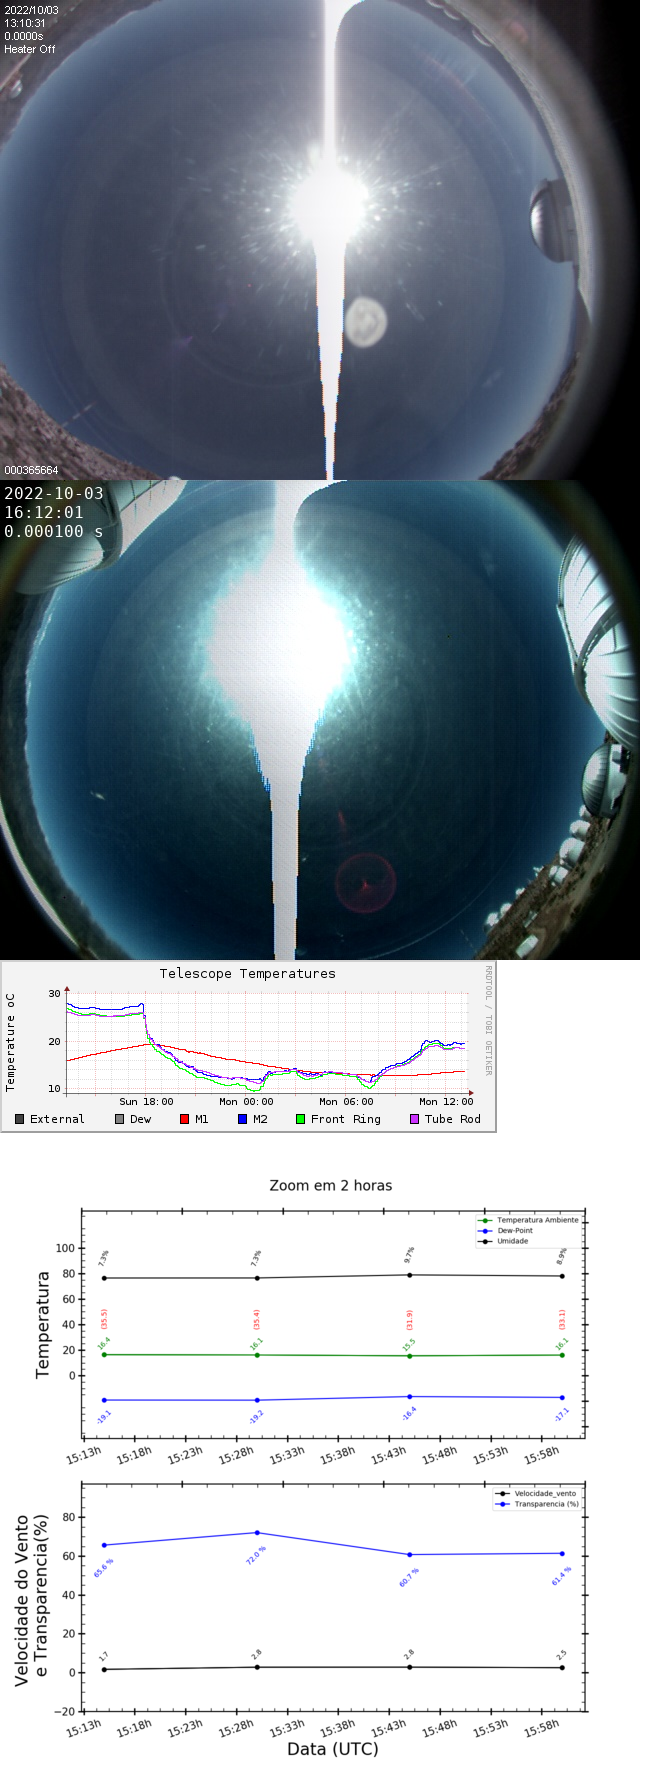 2022/10/03
13:10:31
0.0000s
Heater Off
000365664
2022-10-03
16:12:01
0.000100 s
Telescope Temperatures
RRDTOOL / TOBI OETIKER
Temperature oC
30
20
10
Sun 18:00 Mon 00:00 Mon 06:00 Mon 12:00
External Dew M1 M2 Front Ring Tube Rod
Zoom em 2 horas
Temperatura Ambiente
Dew-Point
Umidade
Temperatura
100
80
60
40
20
0
7.3% 7.3% 9.7% 8.9%
(35.5) (35.4) (31.9) (33.1)
16.4 16.1 15.5 16.1
-19.1 -19.2 -16.4 -17.1
15:13h 15:18h 15:23h 15:28h 15:33h 15:38h 15:43h 15:48h 15:53h 15:58h
Velocidade_vento
Transparencia (%)
Velocidade do Vento
e Transparencia(%)
80
60
40
20
0
−20
65.6 % 72.0 % 60.7 % 61.4 %
1.7 2.8 2.8 2.5
15:13h 15:18h 15:23h 15:28h 15:33h 15:38h 15:43h 15:48h 15:53h 15:58h
Data (UTC)